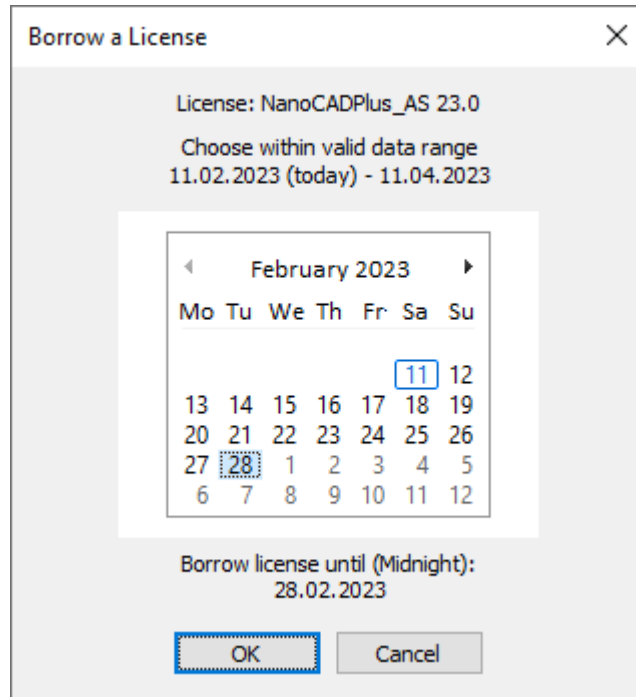 Borrow a License
License: NanoCADPlus_AS 23.0
Choose within valid data range
11.02.2023 (today) - 11.04.2023
February 2023
Mo Tu We Th Fr Sa Su
11 12
13 14 15 16 17 18 19
20 21 22 23 24 25 26
27 28 1 2 3 4 5
6 7 8 9 10 11 12
Borrow license until (Midnight):
28.02.2023
OK Cancel